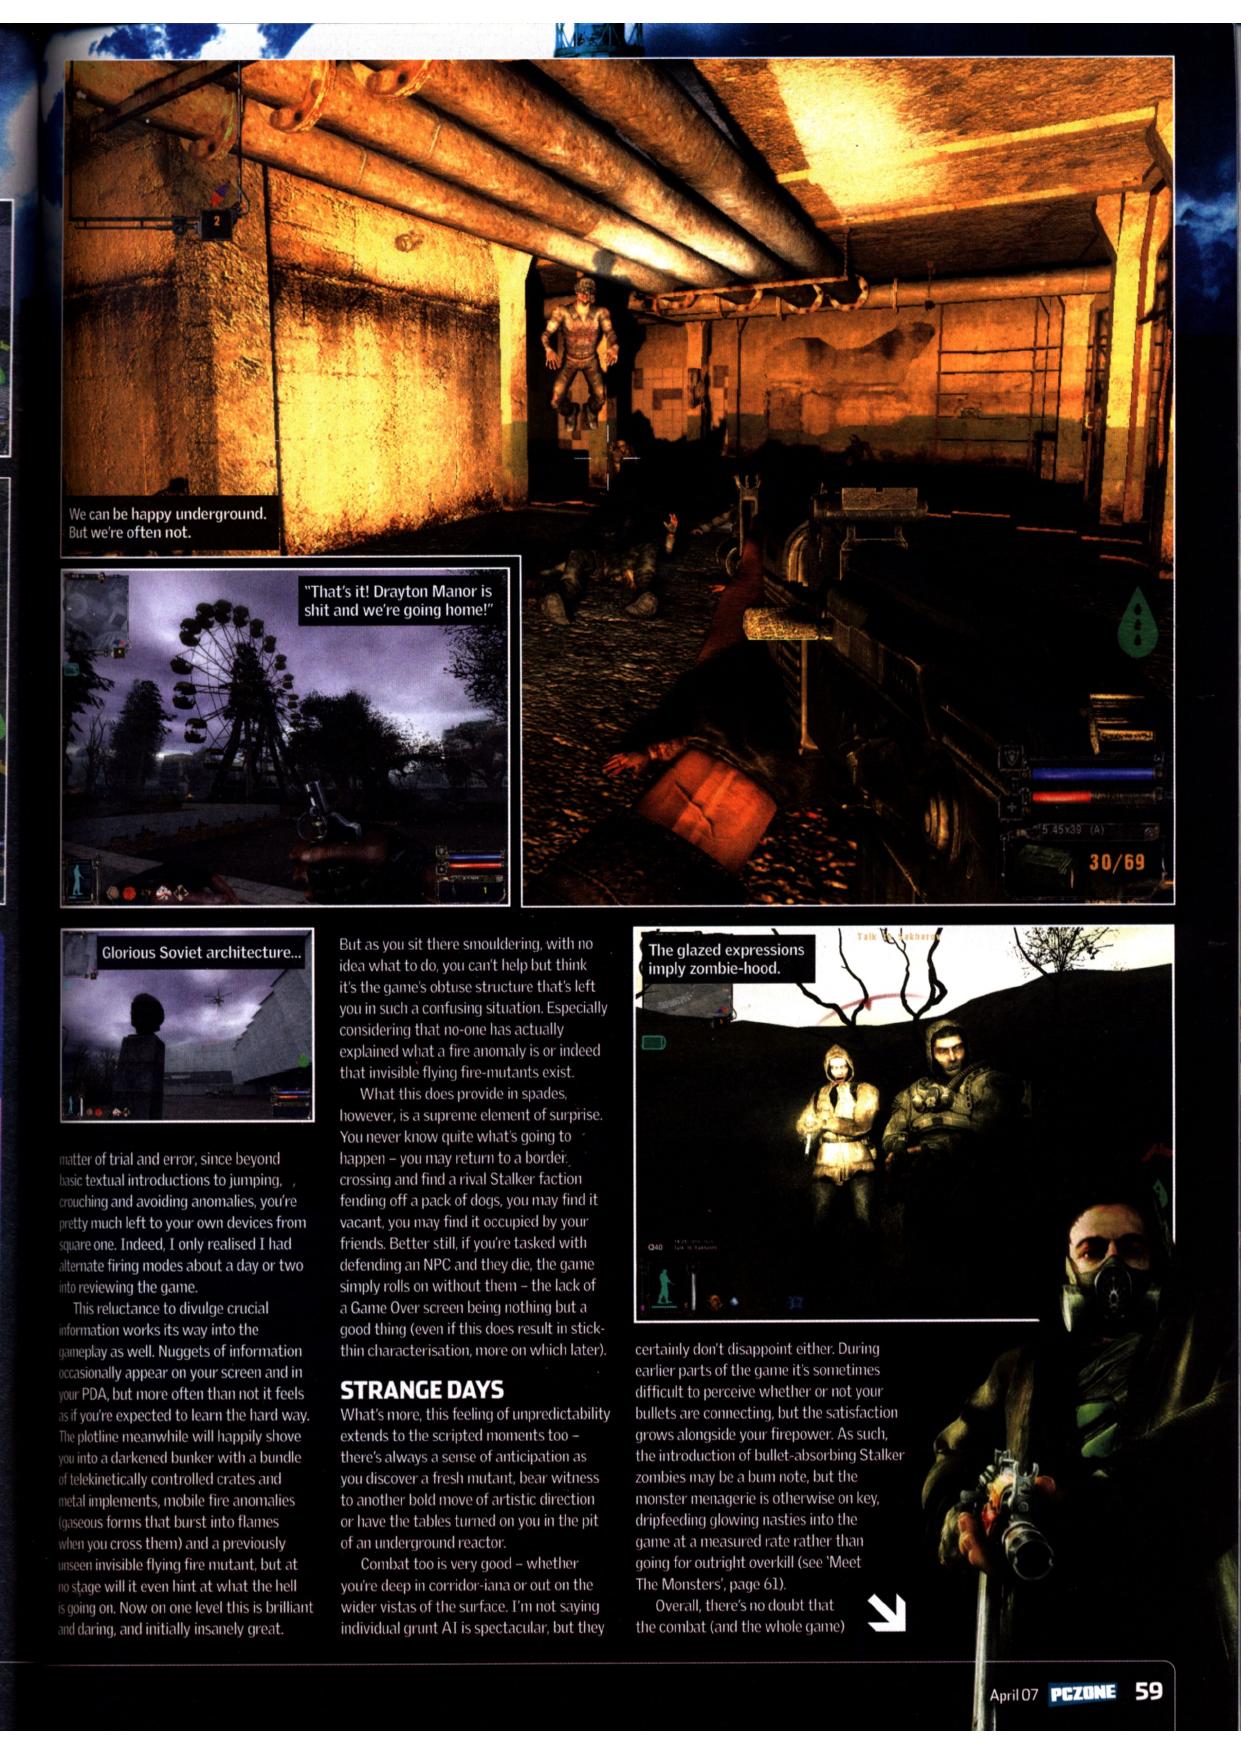 2
We can be happy underground.
But we're often not.
"That's it! Drayton Manor is
shit and we're going home!"
5.45x39 (A)
30/69
1
Glorious Soviet architecture...
matter of trial and error, since beyond
basic textual introductions to jumping,
crouching and avoiding anomalies, you're
pretty much left to your own devices from
square one. Indeed, I only realised I had
alternate firing modes about a day or two
into reviewing the game.
This reluctance to divulge crucial
information works its way into the
gameplay as well. Nuggets of information
occasionally appear on your screen and in
your PDA, but more often than not it feels
as if you're expected to learn the hard way.
The plotline meanwhile will happily shove
you into a darkened bunker with a bundle
of telekinetically controlled crates and
metal implements, mobile fire anomalies
(gaseous forms that burst into flames
when you cross them) and a previously
unseen invisible flying fire mutant, but at
no stage will it even hint at what the hell
is going on. Now on one level this is brilliant
and daring, and initially insanely great.
But as you sit there smouldering, with no
idea what to do, you can't help but think
it's the game's obtuse structure that's left
you in such a confusing situation. Especially
considering that no-one has actually
explained what a fire anomaly is or indeed
that invisible flying fire-mutants exist.
What this does provide in spades,
however, is a supreme element of surprise.
You never know quite what's going to
happen – you may return to a border
crossing and find a rival Stalker faction
fending off a pack of dogs, you may find it
vacant, you may find it occupied by your
friends. Better still, if you're tasked with
defending an NPC and they die, the game
simply rolls on without them – the lack of
a Game Over screen being nothing but a
good thing (even if this does result in stick-
thin characterisation, more on which later).
STRANGE DAYS
What's more, this feeling of unpredictability
extends to the scripted moments too –
there's always a sense of anticipation as
you discover a fresh mutant, bear witness
to another bold move of artistic direction
or have the tables turned on you in the pit
of an underground reactor.
Combat too is very good – whether
you're deep in corridor-iana or out on the
wider vistas of the surface. I'm not saying
individual grunt AI is spectacular, but they
The glazed expressions
imply zombie-hood.
Talk
certainly don't disappoint either. During
earlier parts of the game it's sometimes
difficult to perceive whether or not your
bullets are connecting, but the satisfaction
grows alongside your firepower. As such,
the introduction of bullet-absorbing Stalker
zombies may be a bum note, but the
monster menagerie is otherwise on key,
dripfeeding glowing nasties into the
game at a measured rate rather than
going for outright overkill (see 'Meet
The Monsters', page 61).
Overall, there's no doubt that
the combat (and the whole game)
April 07 PCZONE 59